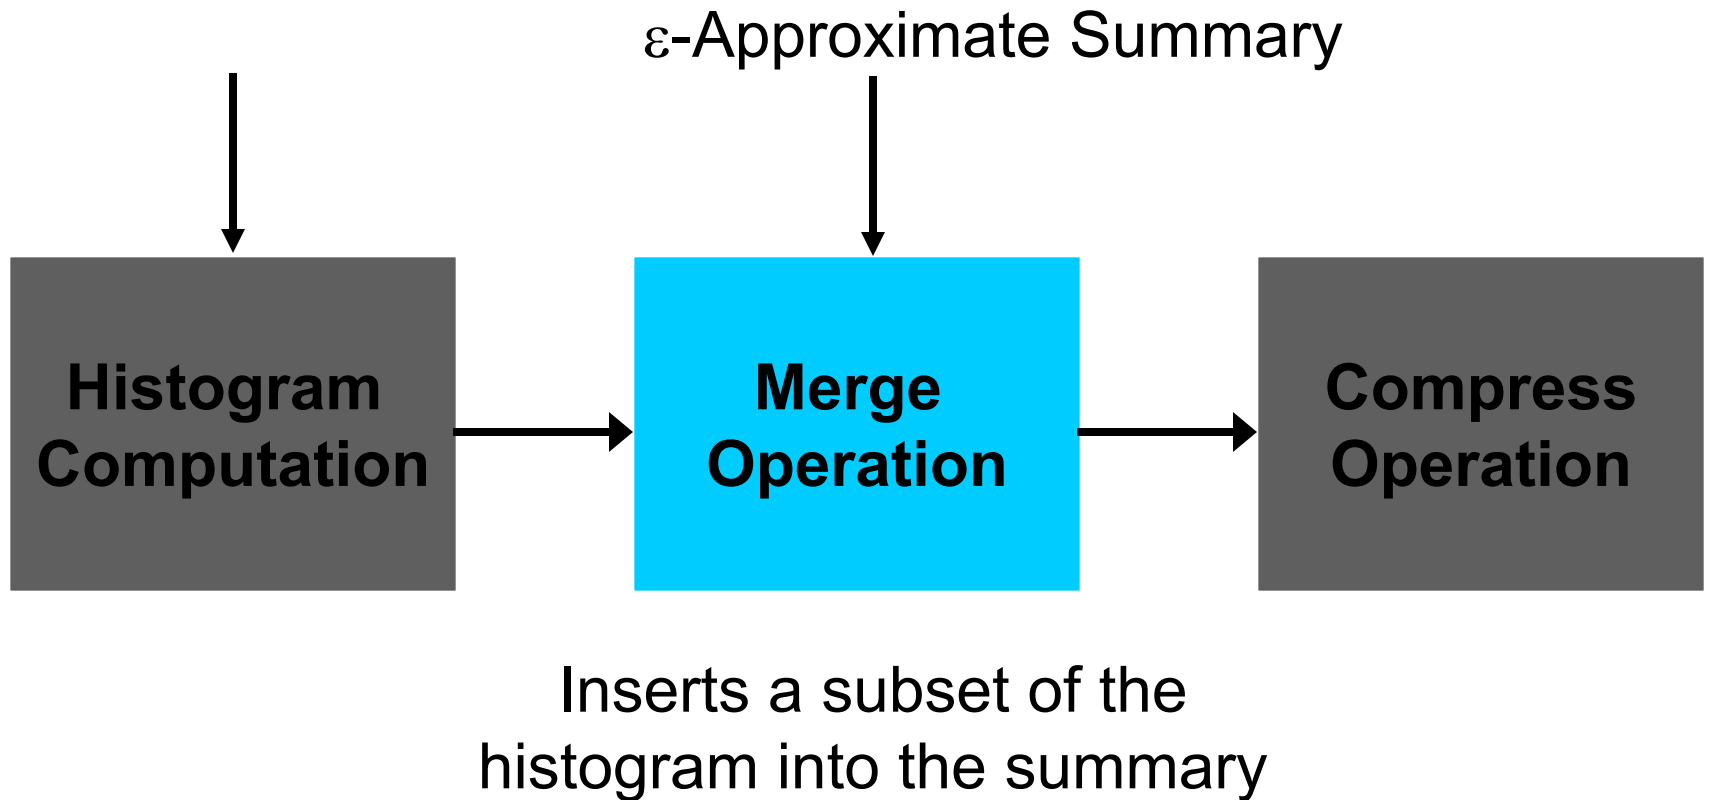 ε-Approximate Summary
Histogram
Computation
Merge
Operation
Compress
Operation
Inserts a subset of the
histogram into the summary